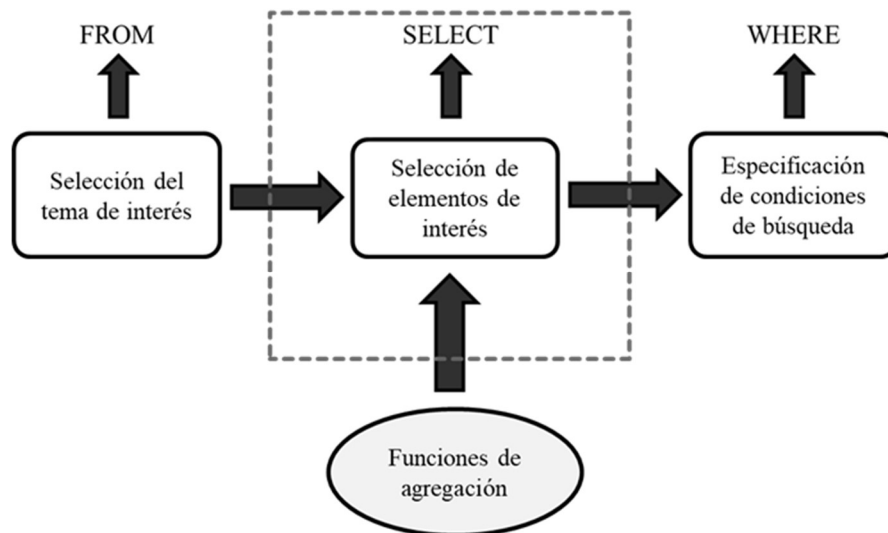 FROM
SELECT
WHERE
Selección del
tema de interés
Selección de
elementos de
interés
Especificación
de condiciones
de búsqueda
Funciones de
agregación